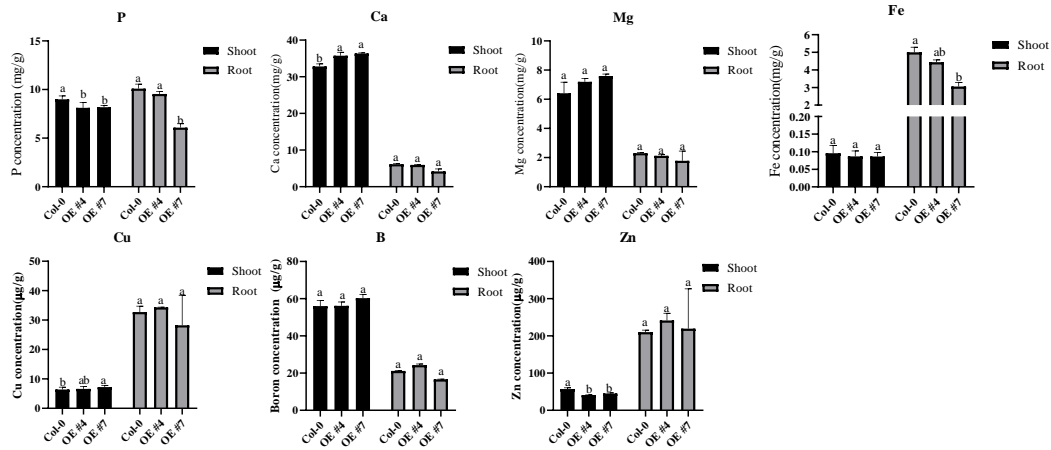 P
P concentration (mg/g)
15
10
5
0
a
b
b
a
a
b
Col-0
OE #4
OE #7
Col-0
OE #4
OE #7
Shoot
Root
Ca
Ca concentration(mg/g)
40
30
20
10
0
b
a
a
a
a
a
Col-0
OE #4
OE #7
Col-0
OE #4
OE #7
Shoot
Root
Mg
Mg concentration(mg/g)
10
8
6
4
2
0
a
a
a
a
a
a
Col-0
OE #4
OE #7
Col-0
OE #4
OE #7
Shoot
Root
Fe
Fe concentration(mg/g)
6
5
4
3
2
0.20
0.15
0.10
0.05
0.00
a
a
a
a
ab
b
Col-0
OE #4
OE #7
Col-0
OE #4
OE #7
Shoot
Root
Cu
Cu concentration(μg/g)
50
40
30
20
10
0
b
ab
a
a
a
a
Col-0
OE #4
OE #7
Col-0
OE #4
OE #7
Shoot
Root
B
Boron concentration (μg/g)
80
60
40
20
0
a
a
a
a
a
a
Col-0
OE #4
OE #7
Col-0
OE #4
OE #7
Shoot
Root
Zn
Zn concentration(μg/g)
400
300
200
100
0
a
b
b
a
a
a
Col-0
OE #4
OE #7
Col-0
OE #4
OE #7
Shoot
Root